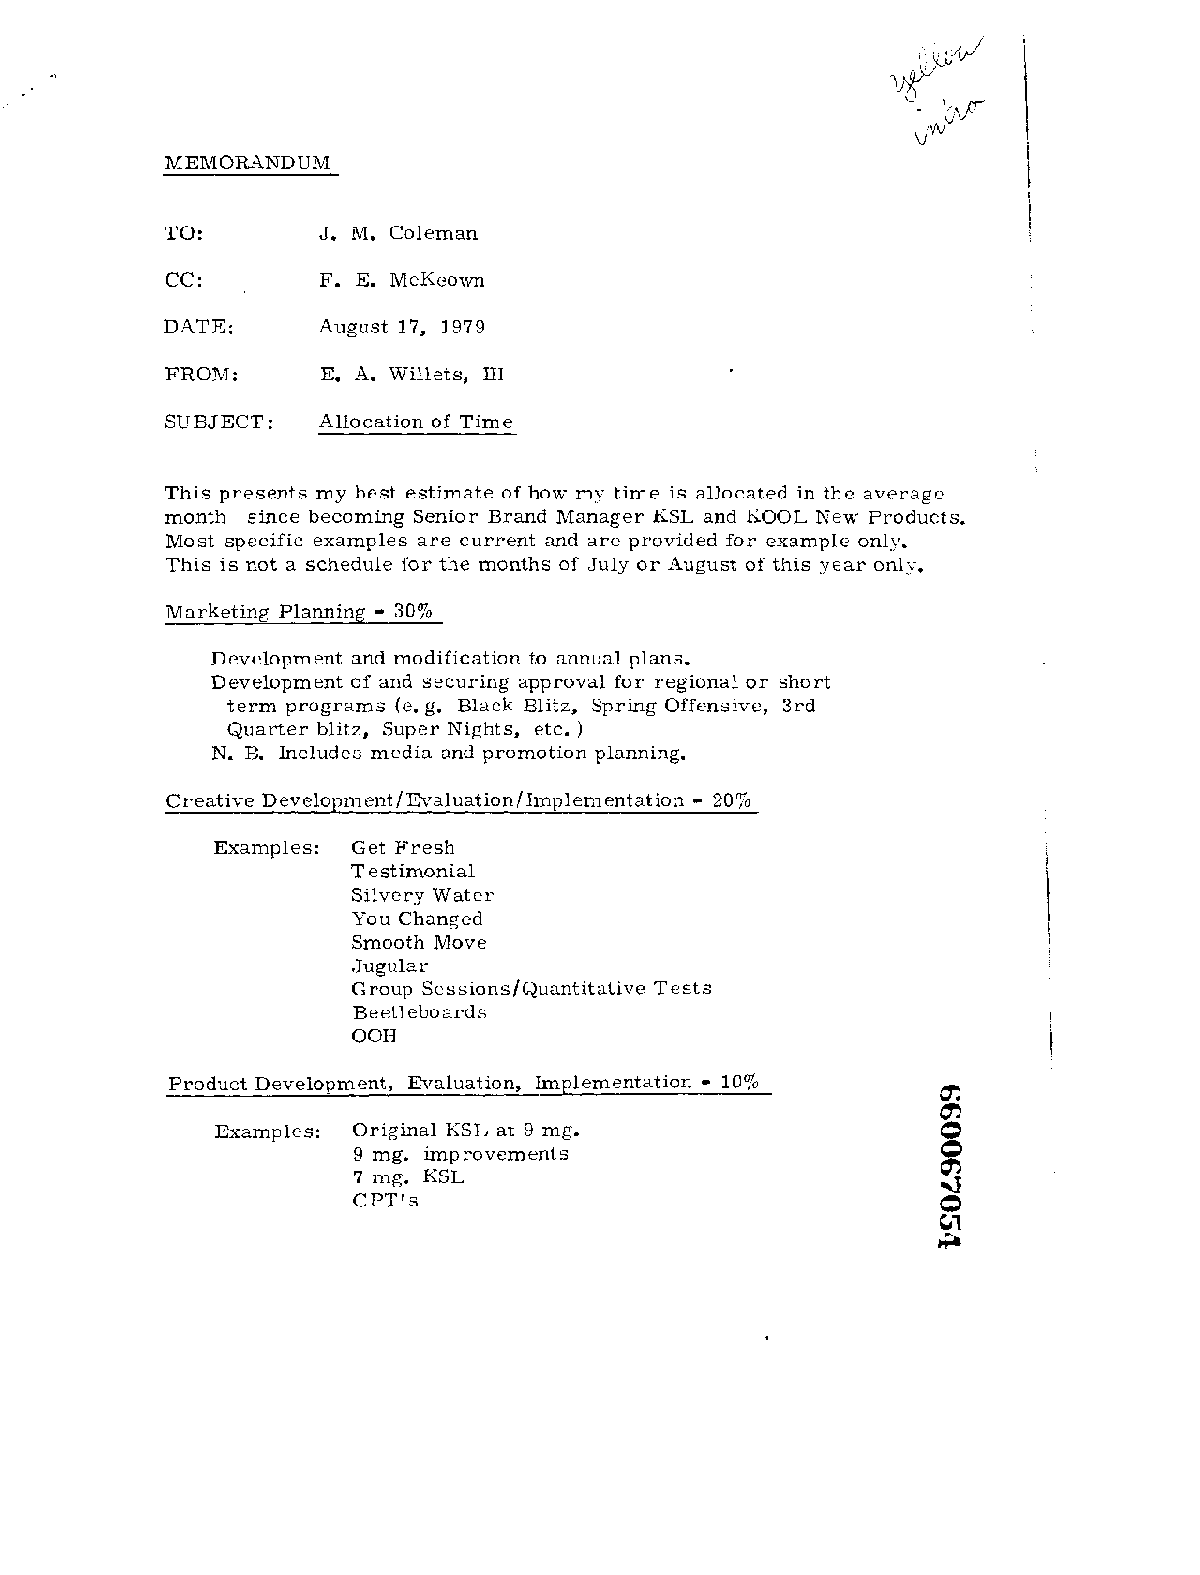 yellow
intro
MEMORANDUM
TO: J. M. Coleman
CC: F. E. McKeown
DATE: August 17, 1979
FROM: E. A. Willets, III
SUBJECT: Allocation of Time
This presents my best estimate of how my time is allocated in the average
month since becoming Senior Brand Manager KSL and KOOL New Products.
Most specific examples are current and are provided for example only.
This is not a schedule for the months of July or August of this year only.
Marketing Planning - 30%
Development and modification to annual plans.
Development of and securing approval for regional or short
term programs (e.g. Black Blitz, Spring Offensive, 3rd
Quarter blitz, Super Nights, etc.)
N. B. Includes media and promotion planning.
Creative Development/Evaluation/Implementation - 20%
Examples: Get Fresh
Testimonial
Silvery Water
You Changed
Smooth Move
Jugular
Group Sessions/Quantitative Tests
Beetleboards
OOH
Product Development, Evaluation, Implementation - 10%
Examples: Original KSL at 9 mg.
9 mg. improvements
7 mg. KSL
CPT's
660067054